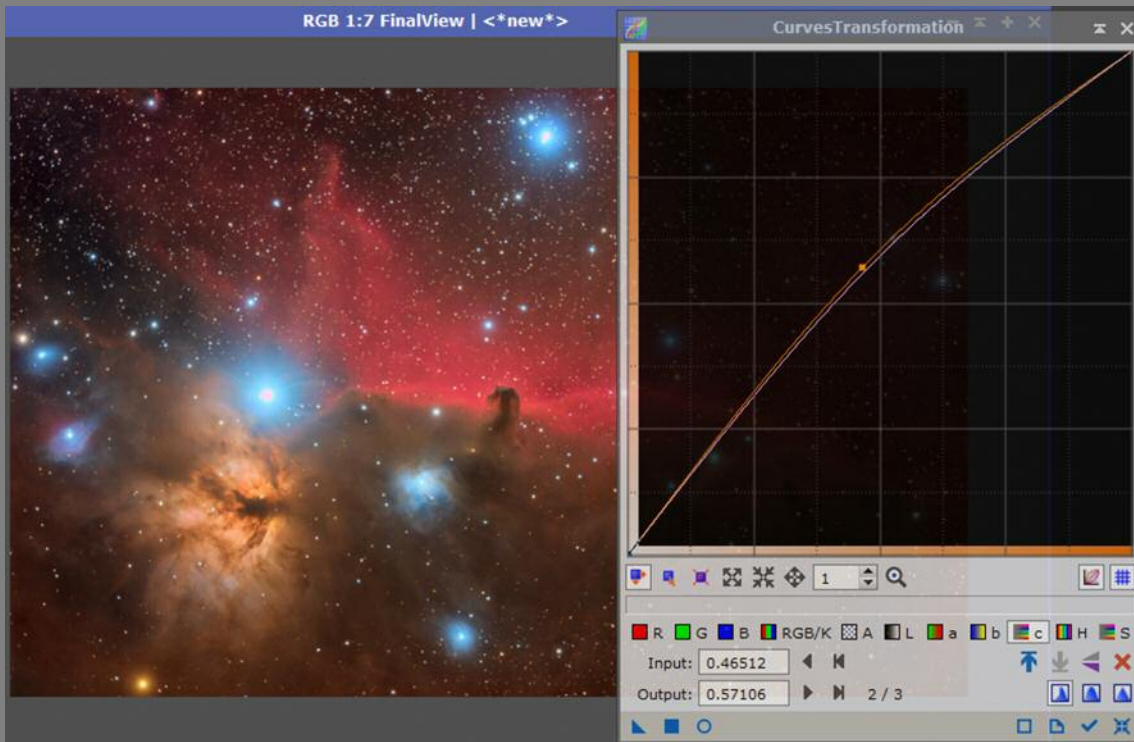 RGB 1:7 FinalView | <*new*>
CurvesTransformation
1
R G B RGB/K A L a b c H S
Input: 0.46512
Output: 0.57106 2 / 3